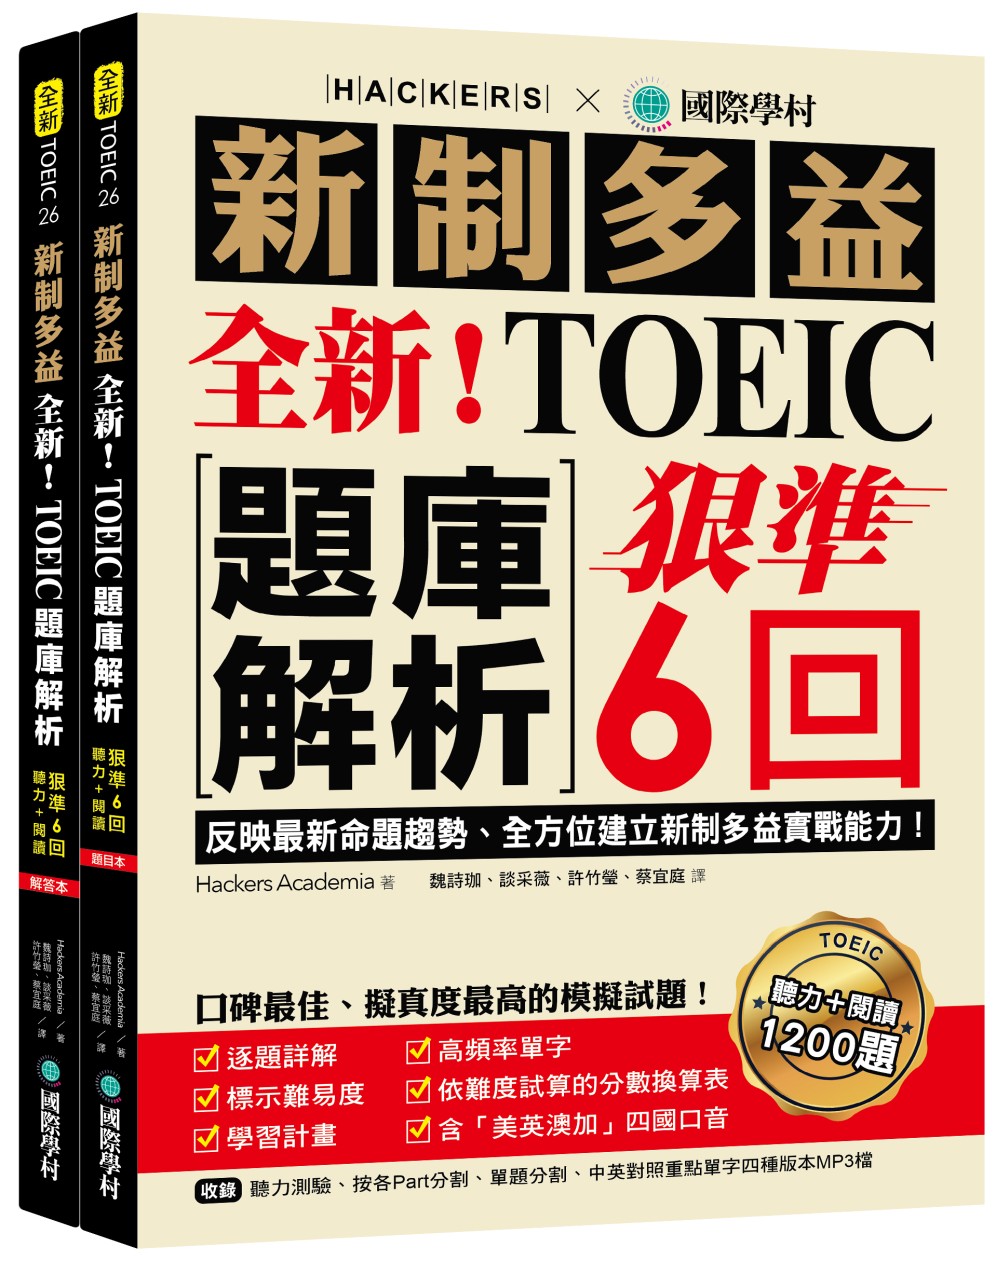 HACKERS × 國際學村
新制多益
全新！TOEIC
題庫
解析
狠準
6回
反映最新命題趨勢、全方位建立新制多益實戰能力！
Hackers Academia 著 魏詩珈、談采薇、許竹瑩、蔡宜庭 譯
TOEIC
聽力＋閱讀
1200題
口碑最佳、擬真度最高的模擬試題！
逐題詳解
標示難易度
學習計畫
高頻率單字
依難度試算的分數換算表
含「美英澳加」四國口音
收錄 聽力測驗、按各Part分割、單題分割、中英對照重點單字四種版本MP3檔
全新 TOEIC 26
新制多益 全新！TOEIC題庫解析
狠準6回
聽力＋閱讀
題目本
Hackers Academia／著
魏詩珈、談采薇、
許竹瑩、蔡宜庭／譯
國際學村
全新 TOEIC 26
新制多益 全新！TOEIC題庫解析
狠準6回
聽力＋閱讀
解答本
Hackers Academia／著
魏詩珈、談采薇、
許竹瑩、蔡宜庭／譯
國際學村